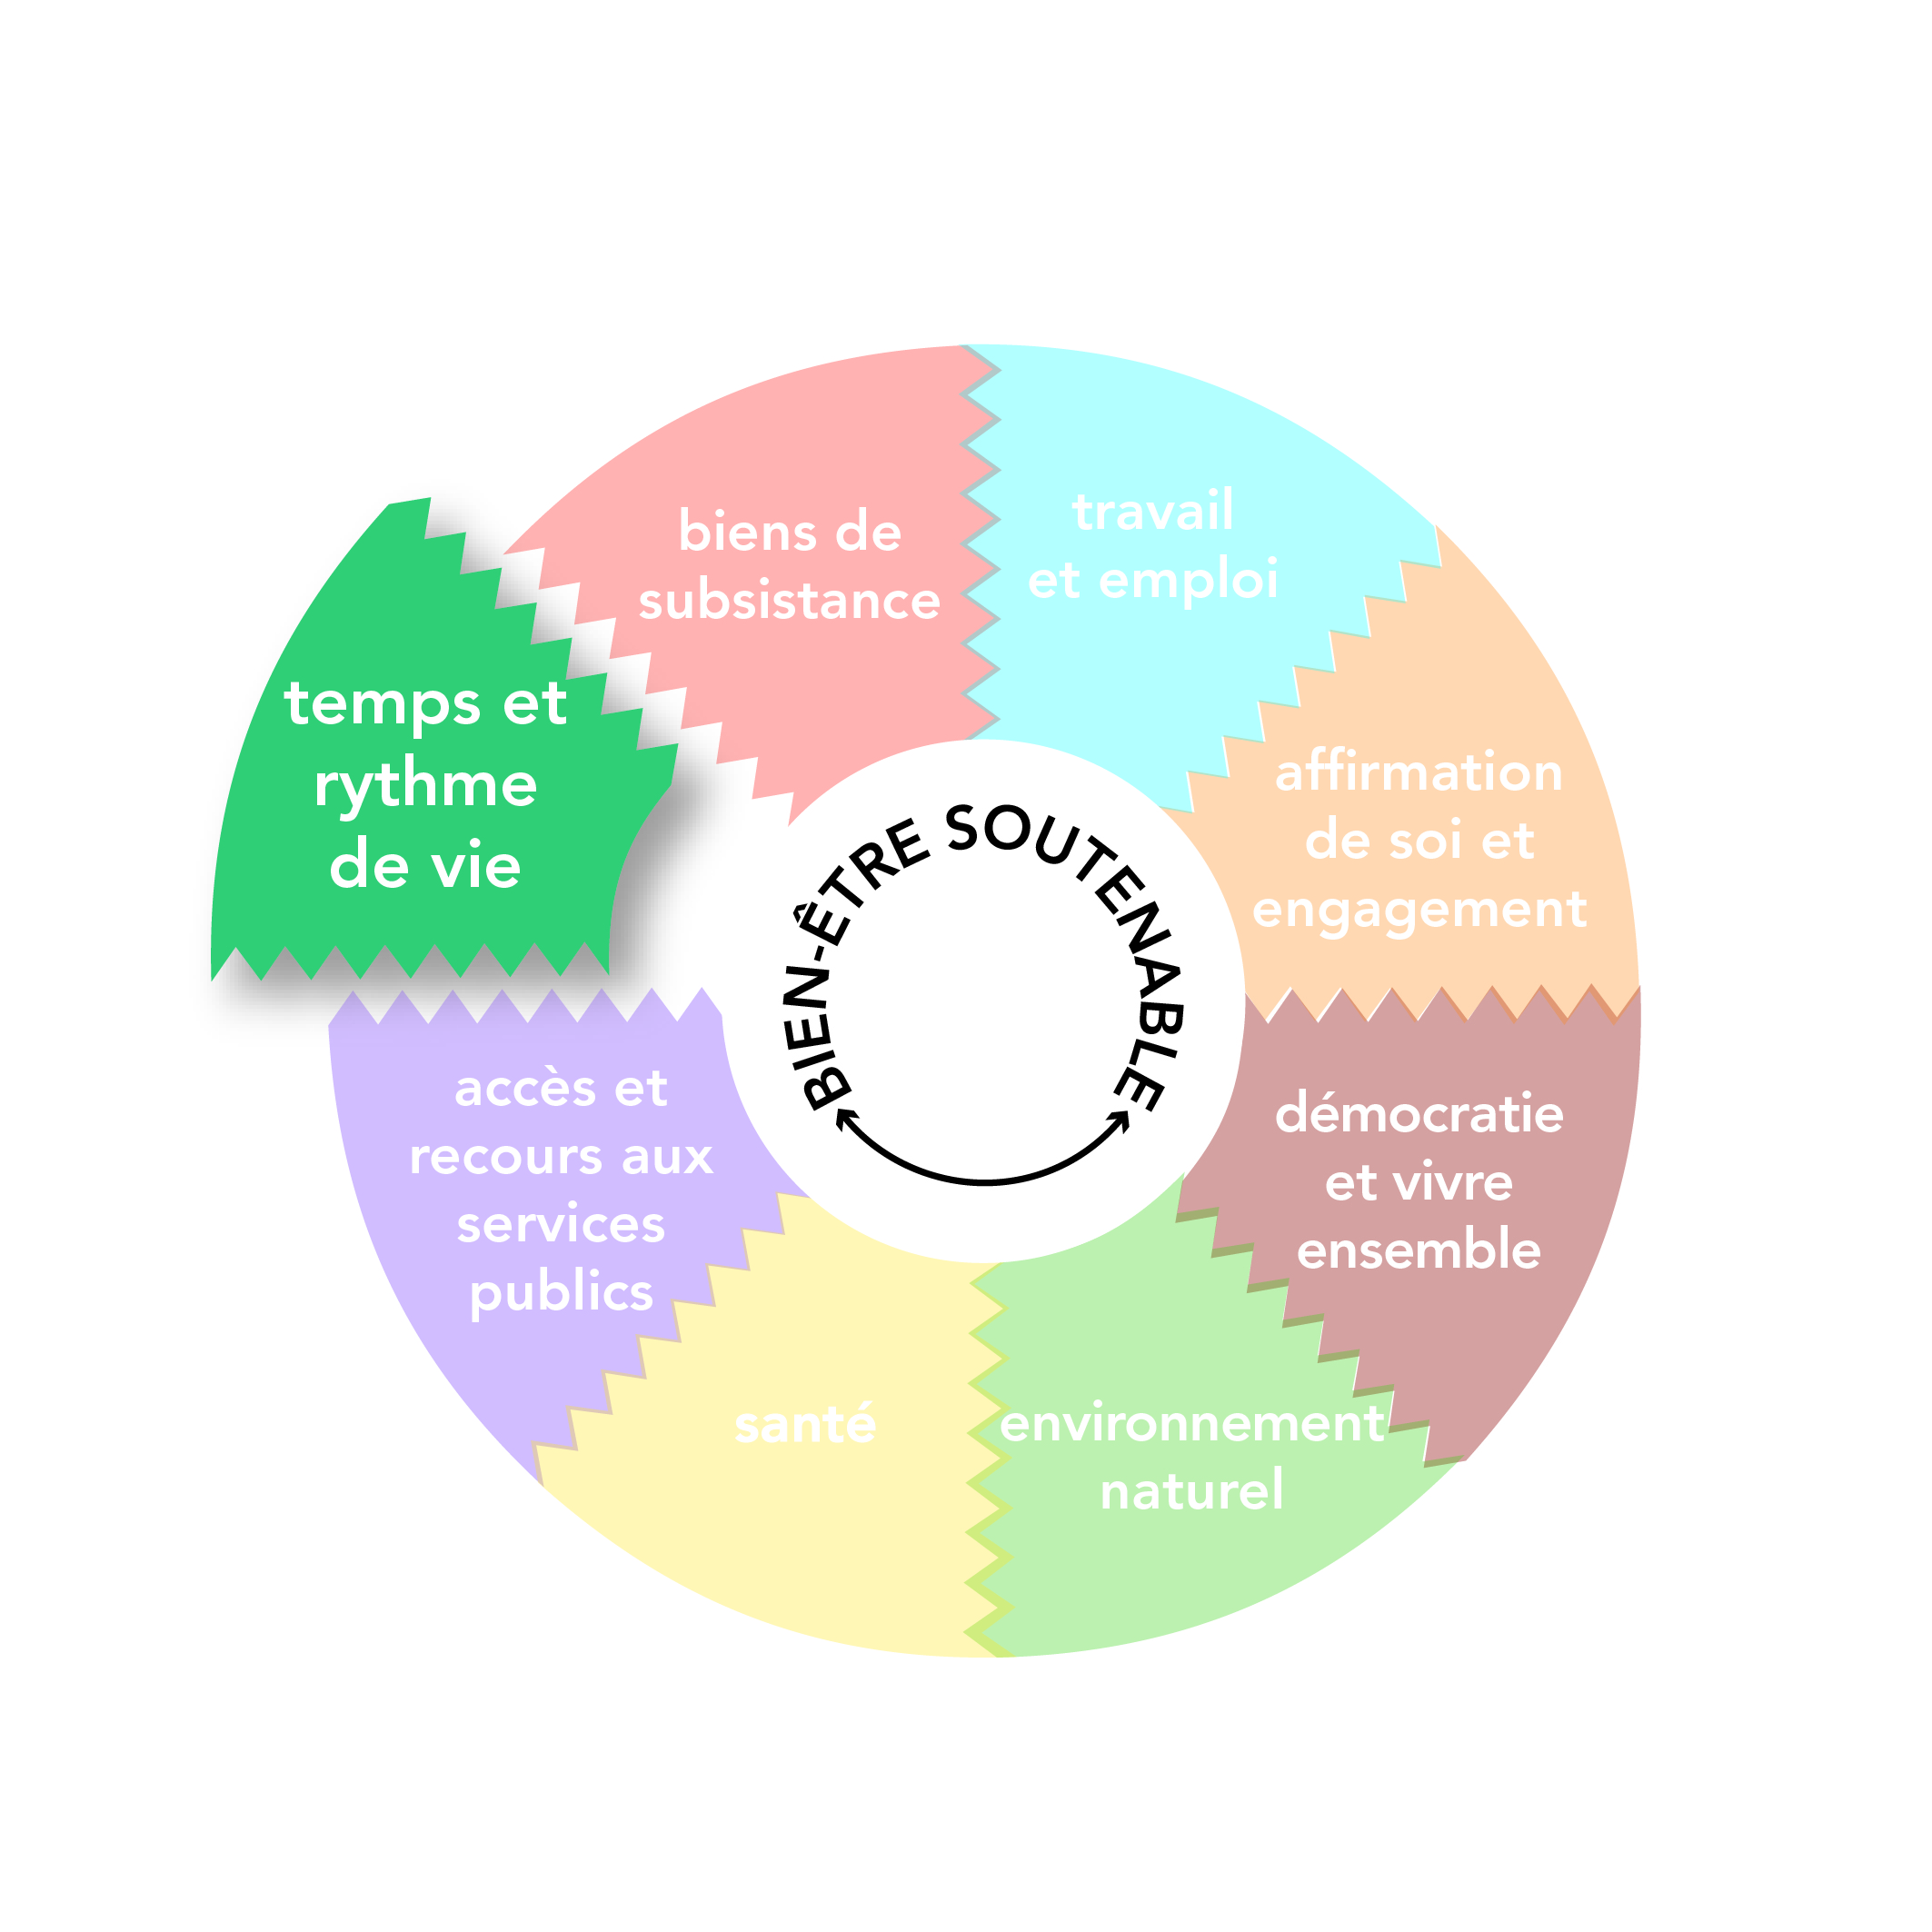 biens de
subsistance
travail
et emploi
affirmation
de soi et
engagement
démocratie
et vivre
ensemble
environnement
naturel
santé
accès et
recours aux
services
publics
temps et
rythme
de vie
BIEN-ÊTRE SOUTENABLE